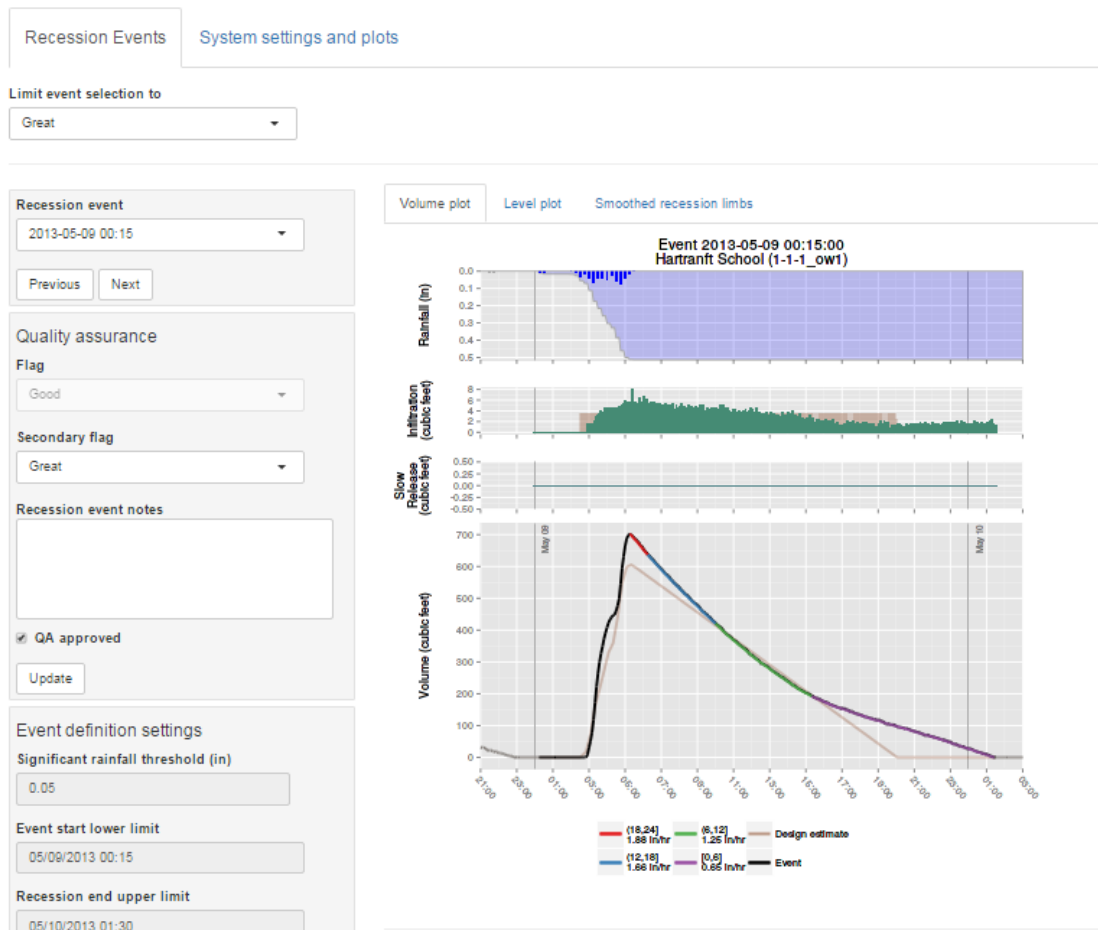 Recession Events
System settings and plots
Limit event selection to
Great
Recession event
2013-05-09 00:15
Previous
Next
Quality assurance
Flag
Good
Secondary flag
Great
Recession event notes
QA approved
Update
Event definition settings
Significant rainfall threshold (in)
0.05
Event start lower limit
05/09/2013 00:15
Recession end upper limit
05/10/2013 01:30
Volume plot
Level plot
Smoothed recession limbs
Event 2013-05-09 00:15:00
Hartranft School (1-1-1_ow1)
Rainfall (in)
0.0
0.1
0.2
0.3
0.4
0.5
Infiltration
(cubic feet)
8
6
4
2
0
Slow
Release
(cubic feet)
0.50
0.25
0.00
-0.25
-0.50
Volume (cubic feet)
700
600
500
400
300
200
100
0
May 09
May 10
21:00
23:00
01:00
03:00
05:00
07:00
09:00
11:00
13:00
15:00
17:00
19:00
21:00
23:00
01:00
03:00
(18,24]
1.88 in/hr
(6,12]
1.25 in/hr
Design estimate
(12,18]
1.66 in/hr
[0,6]
0.65 in/hr
Event